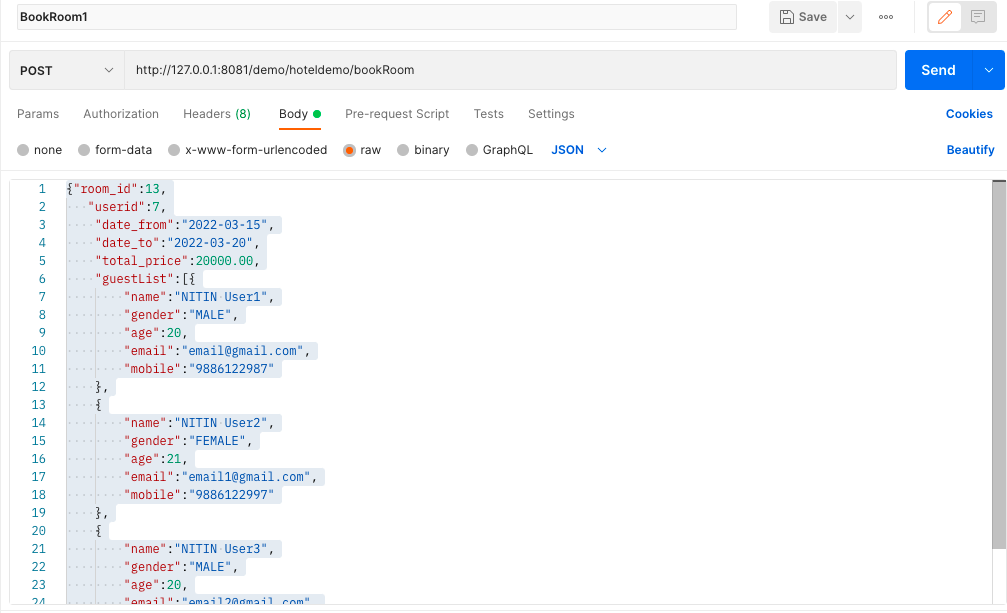 BookRoom1
Save
POST
http://127.0.0.1:8081/demo/hoteldemo/bookRoom
Send
Params Authorization Headers (8) Body Pre-request Script Tests Settings Cookies
none form-data x-www-form-urlencoded raw binary GraphQL JSON Beautify
1 {"room_id":13,
2 "userid":7,
3 "date_from":"2022-03-15",
4 "date_to":"2022-03-20",
5 "total_price":20000.00,
6 "guestList":[{
7 "name":"NITIN User1",
8 "gender":"MALE",
9 "age":20,
10 "email":"email@gmail.com",
11 "mobile":"9886122987"
12 },
13 {
14 "name":"NITIN User2",
15 "gender":"FEMALE",
16 "age":21,
17 "email":"email1@gmail.com",
18 "mobile":"9886122997"
19 },
20 {
21 "name":"NITIN User3",
22 "gender":"MALE",
23 "age":20,
24 "email":"email2@gmail.com",